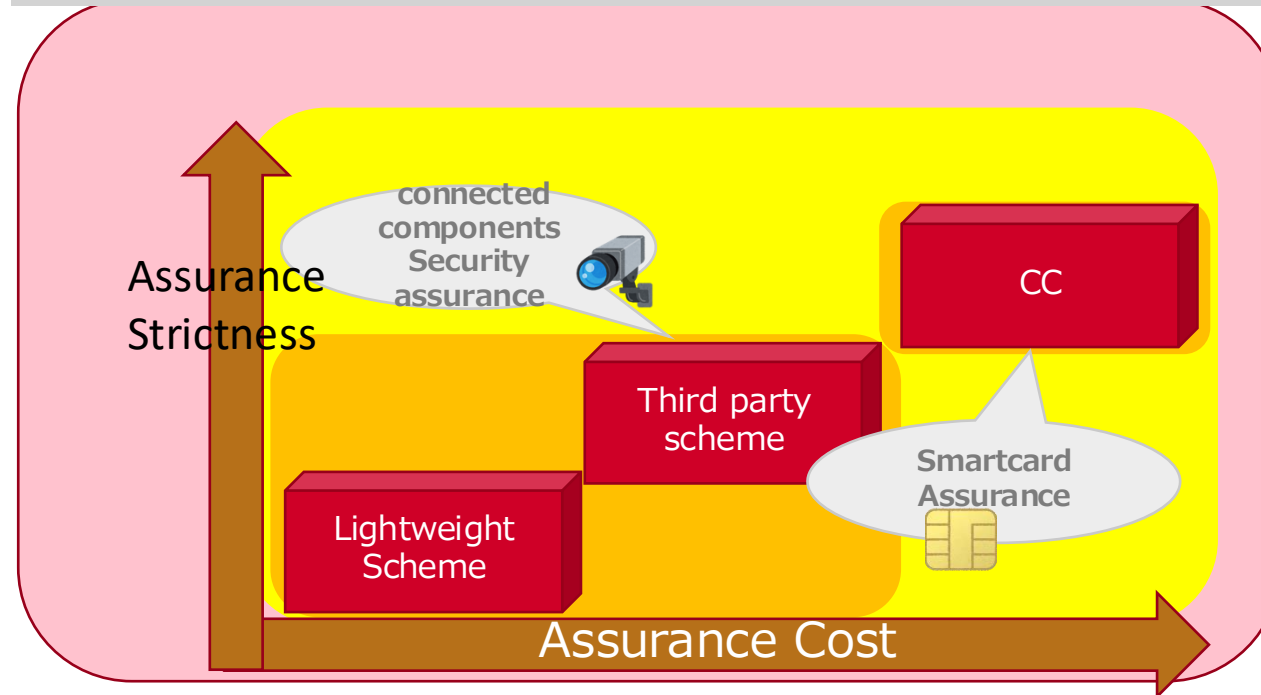 connected
components
Security
assurance
Assurance
Strictness
CC
Third party
scheme
Smartcard
Assurance
Lightweight
Scheme
Assurance Cost